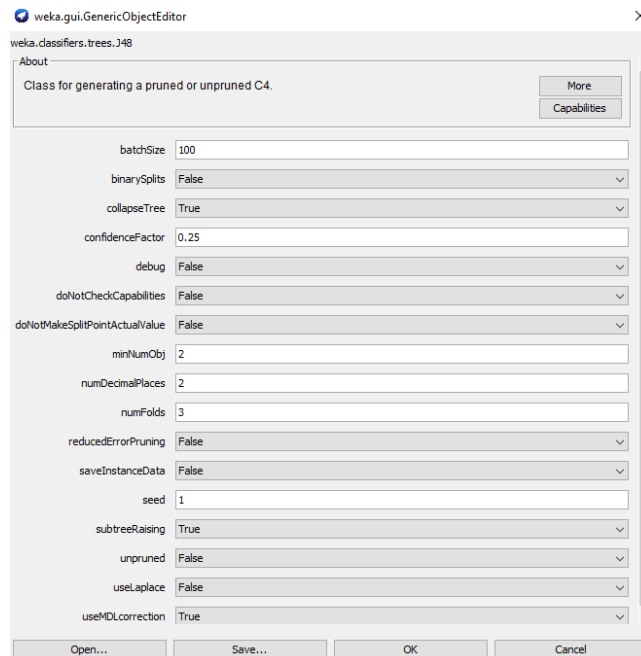 weka.gui.GenericObjectEditor
weka.classifiers.trees.J48
About
Class for generating a pruned or unpruned C4.
More
Capabilities
batchSize 100
binarySplits False
collapseTree True
confidenceFactor 0.25
debug False
doNotCheckCapabilities False
doNotMakeSplitPointActualValue False
minNumObj 2
numDecimalPlaces 2
numFolds 3
reducedErrorPruning False
saveInstanceData False
seed 1
subtreeRaising True
unpruned False
useLaplace False
useMDLcorrection True
Open... Save... OK Cancel